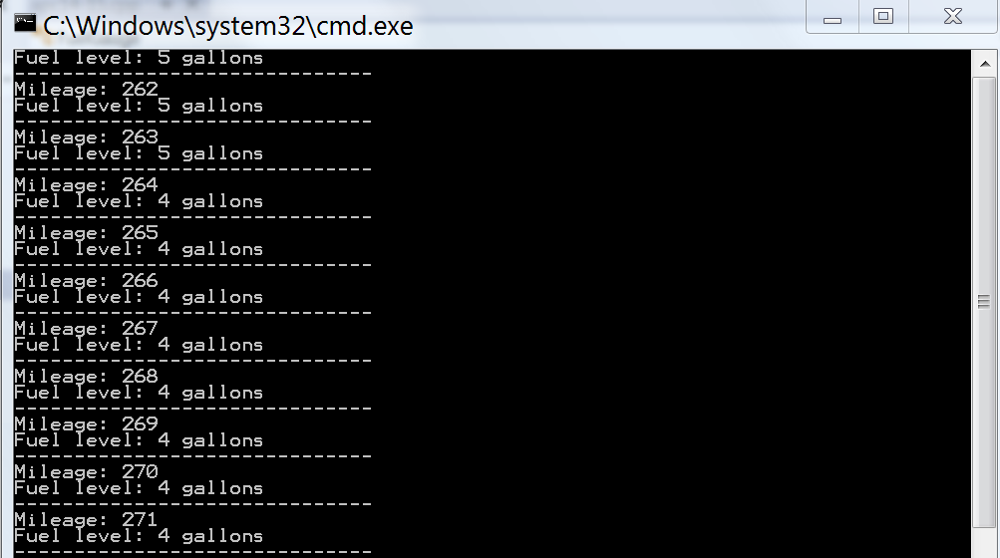 C:\Windows\system32\cmd.exe
Fuel level: 5 gallons
------------------------------
Mileage: 262
Fuel level: 5 gallons
------------------------------
Mileage: 263
Fuel level: 5 gallons
------------------------------
Mileage: 264
Fuel level: 4 gallons
------------------------------
Mileage: 265
Fuel level: 4 gallons
------------------------------
Mileage: 266
Fuel level: 4 gallons
------------------------------
Mileage: 267
Fuel level: 4 gallons
------------------------------
Mileage: 268
Fuel level: 4 gallons
------------------------------
Mileage: 269
Fuel level: 4 gallons
------------------------------
Mileage: 270
Fuel level: 4 gallons
------------------------------
Mileage: 271
Fuel level: 4 gallons
------------------------------